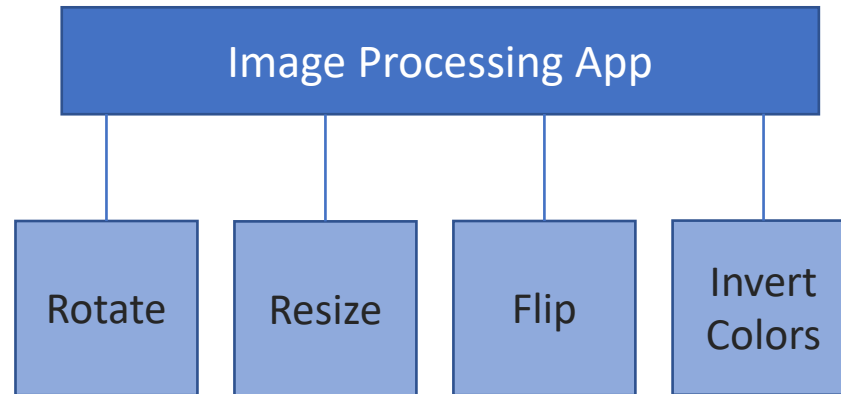 Image Processing App
Rotate
Resize
Flip
Invert
Colors